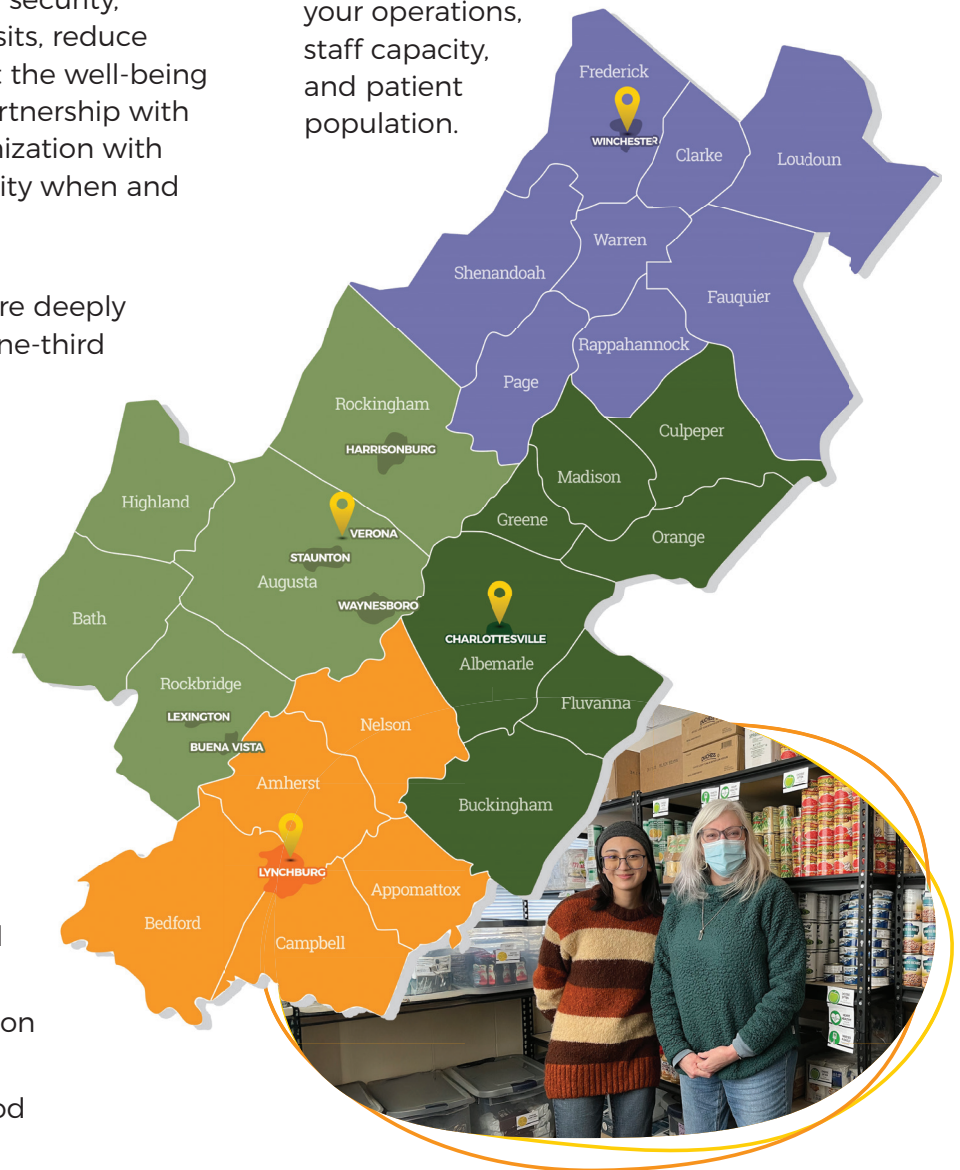 security,
sits, reduce
the well-being
artnership with
nization with
ity when and
re deeply
ne-third
on
od
your operations,
staff capacity,
and patient
population.
Frederick
WINCHESTER
Clarke
Loudoun
Warren
Shenandoah
Fauquier
Rappahannock
Page
Rockingham
Culpeper
HARRISONBURG
Madison
Highland
Greene
VERONA
Orange
STAUNTON
Augusta
WAYNESBORO
Bath
CHARLOTTESVILLE
Albemarle
Rockbridge
Fluvanna
LEXINGTON
Nelson
BUENA VISTA
Amherst
Buckingham
LYNCHBURG
Appomattox
Bedford
Campbell